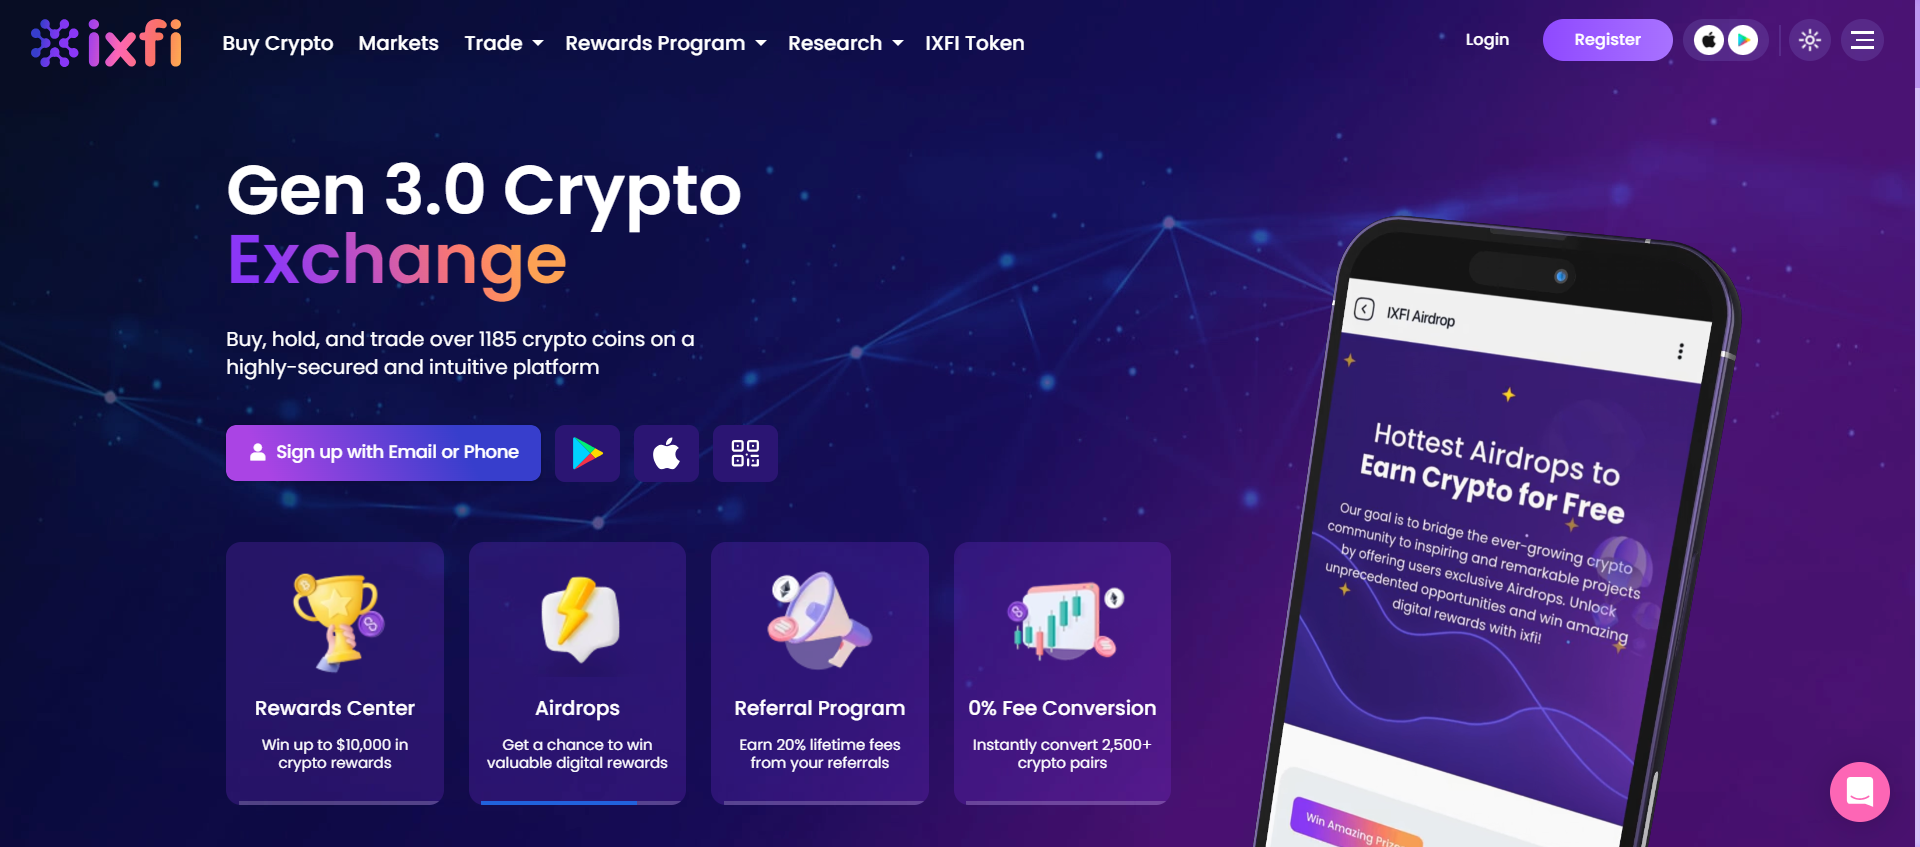 ixfi
Buy Crypto
Markets
Trade
Rewards Program
Research
IXFI Token
Login
Register
Gen 3.0 Crypto
Exchange
Buy, hold, and trade over 1185 crypto coins on a
highly-secured and intuitive platform
Sign up with Email or Phone
Rewards Center
Win up to $10,000 in
crypto rewards
Airdrops
Get a chance to win
valuable digital rewards
Referral Program
Earn 20% lifetime fees
from your referrals
0% Fee Conversion
Instantly convert 2,500+
crypto pairs
IXFI Airdrop
Hottest Airdrops to
Earn Crypto for Free
Our goal is to bridge the ever-growing crypto
community to inspiring and remarkable projects
by offering users exclusive Airdrops. Unlock
unprecedented opportunities and win amazing
digital rewards with ixfi!
Win Amazing